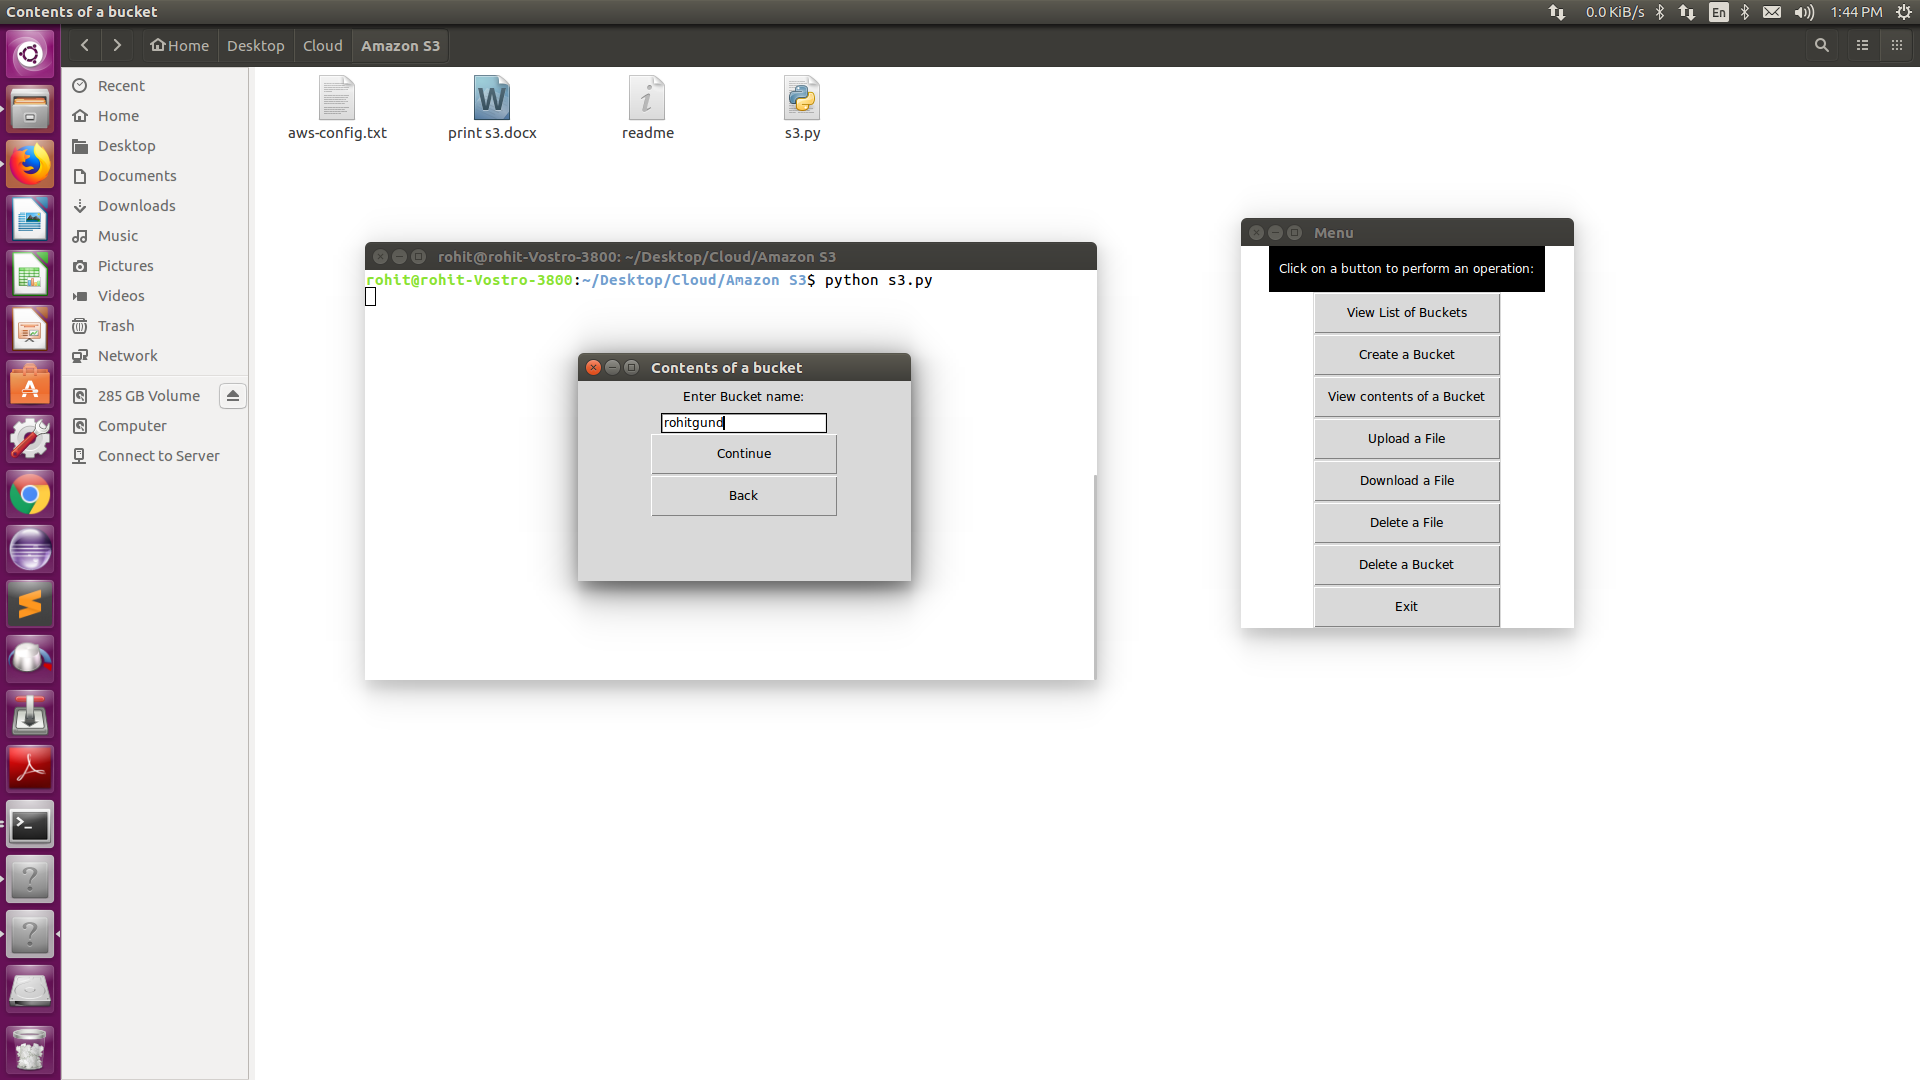 Contents of a bucket
0.0 KiB/s
En
1:44 PM
Home
Desktop
Cloud
Amazon S3
Recent
Home
Desktop
Documents
Downloads
Music
Pictures
Videos
Trash
Network
285 GB Volume
Computer
Connect to Server
aws-config.txt
W
print s3.docx
i
readme
s3.py
rohit@rohit-Vostro-3800: ~/Desktop/Cloud/Amazon S3
rohit@rohit-Vostro-3800:~/Desktop/Cloud/Amazon S3$ python s3.py
Contents of a bucket
Enter Bucket name:
rohitgund
Continue
Back
Menu
Click on a button to perform an operation:
View List of Buckets
Create a Bucket
View contents of a Bucket
Upload a File
Download a File
Delete a File
Delete a Bucket
Exit
>_
?
?